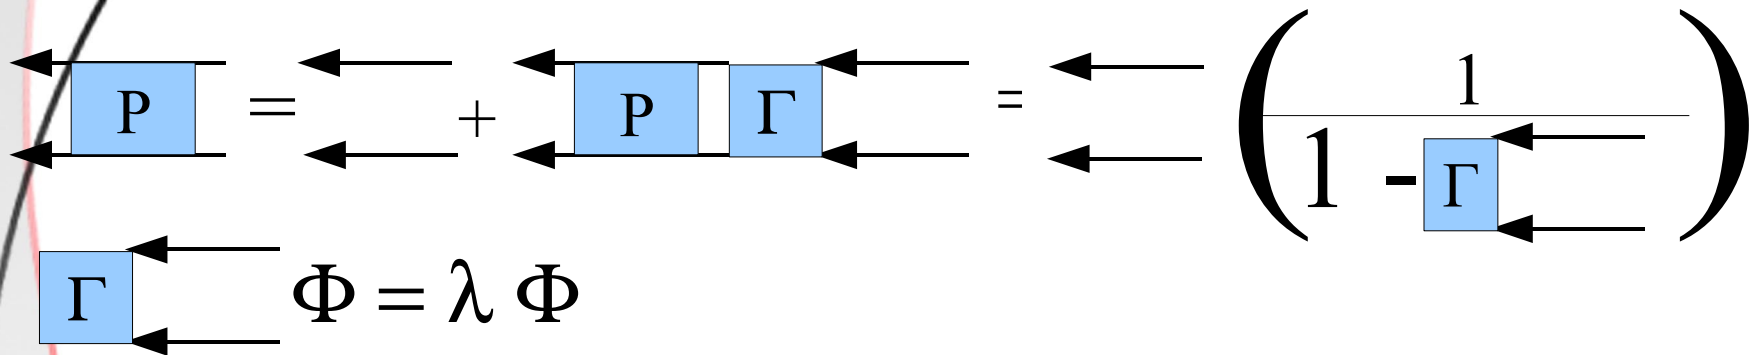 P = + P Γ = ( 1 / 1 - Γ )
Γ Φ = λ Φ